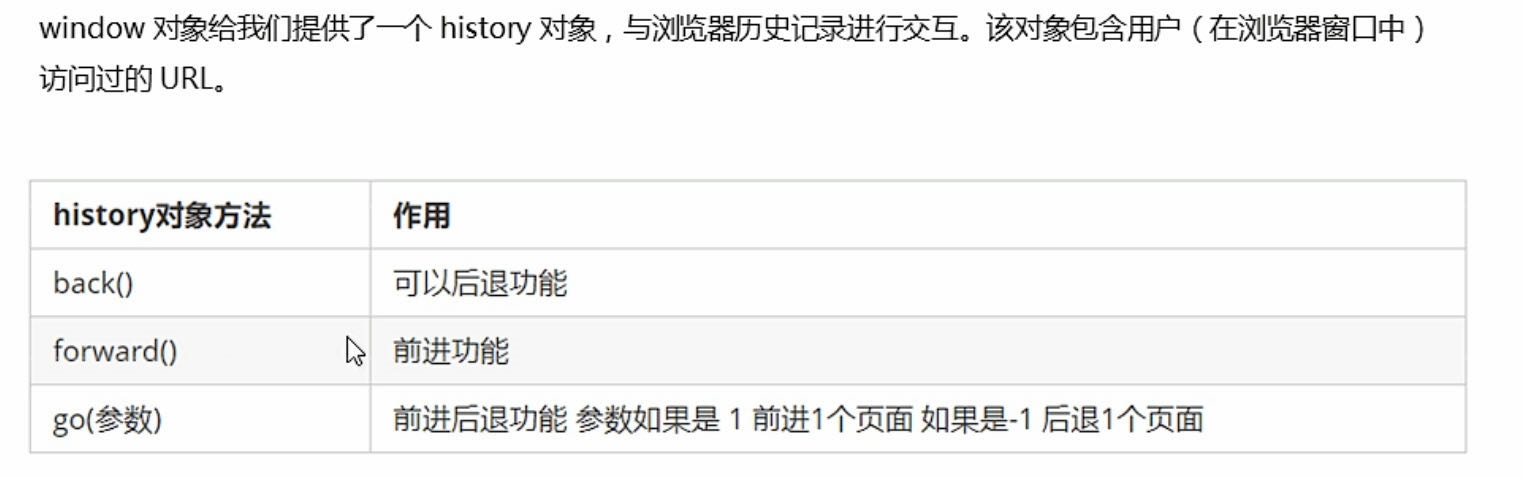 window 对象给我们提供了一个 history 对象，与浏览器历史记录进行交互。该对象包含用户（在浏览器窗口中）
访问过的 URL。
history对象方法 作用
back() 可以后退功能
forward() 前进功能
go(参数) 前进后退功能 参数如果是 1 前进1个页面 如果是-1 后退1个页面